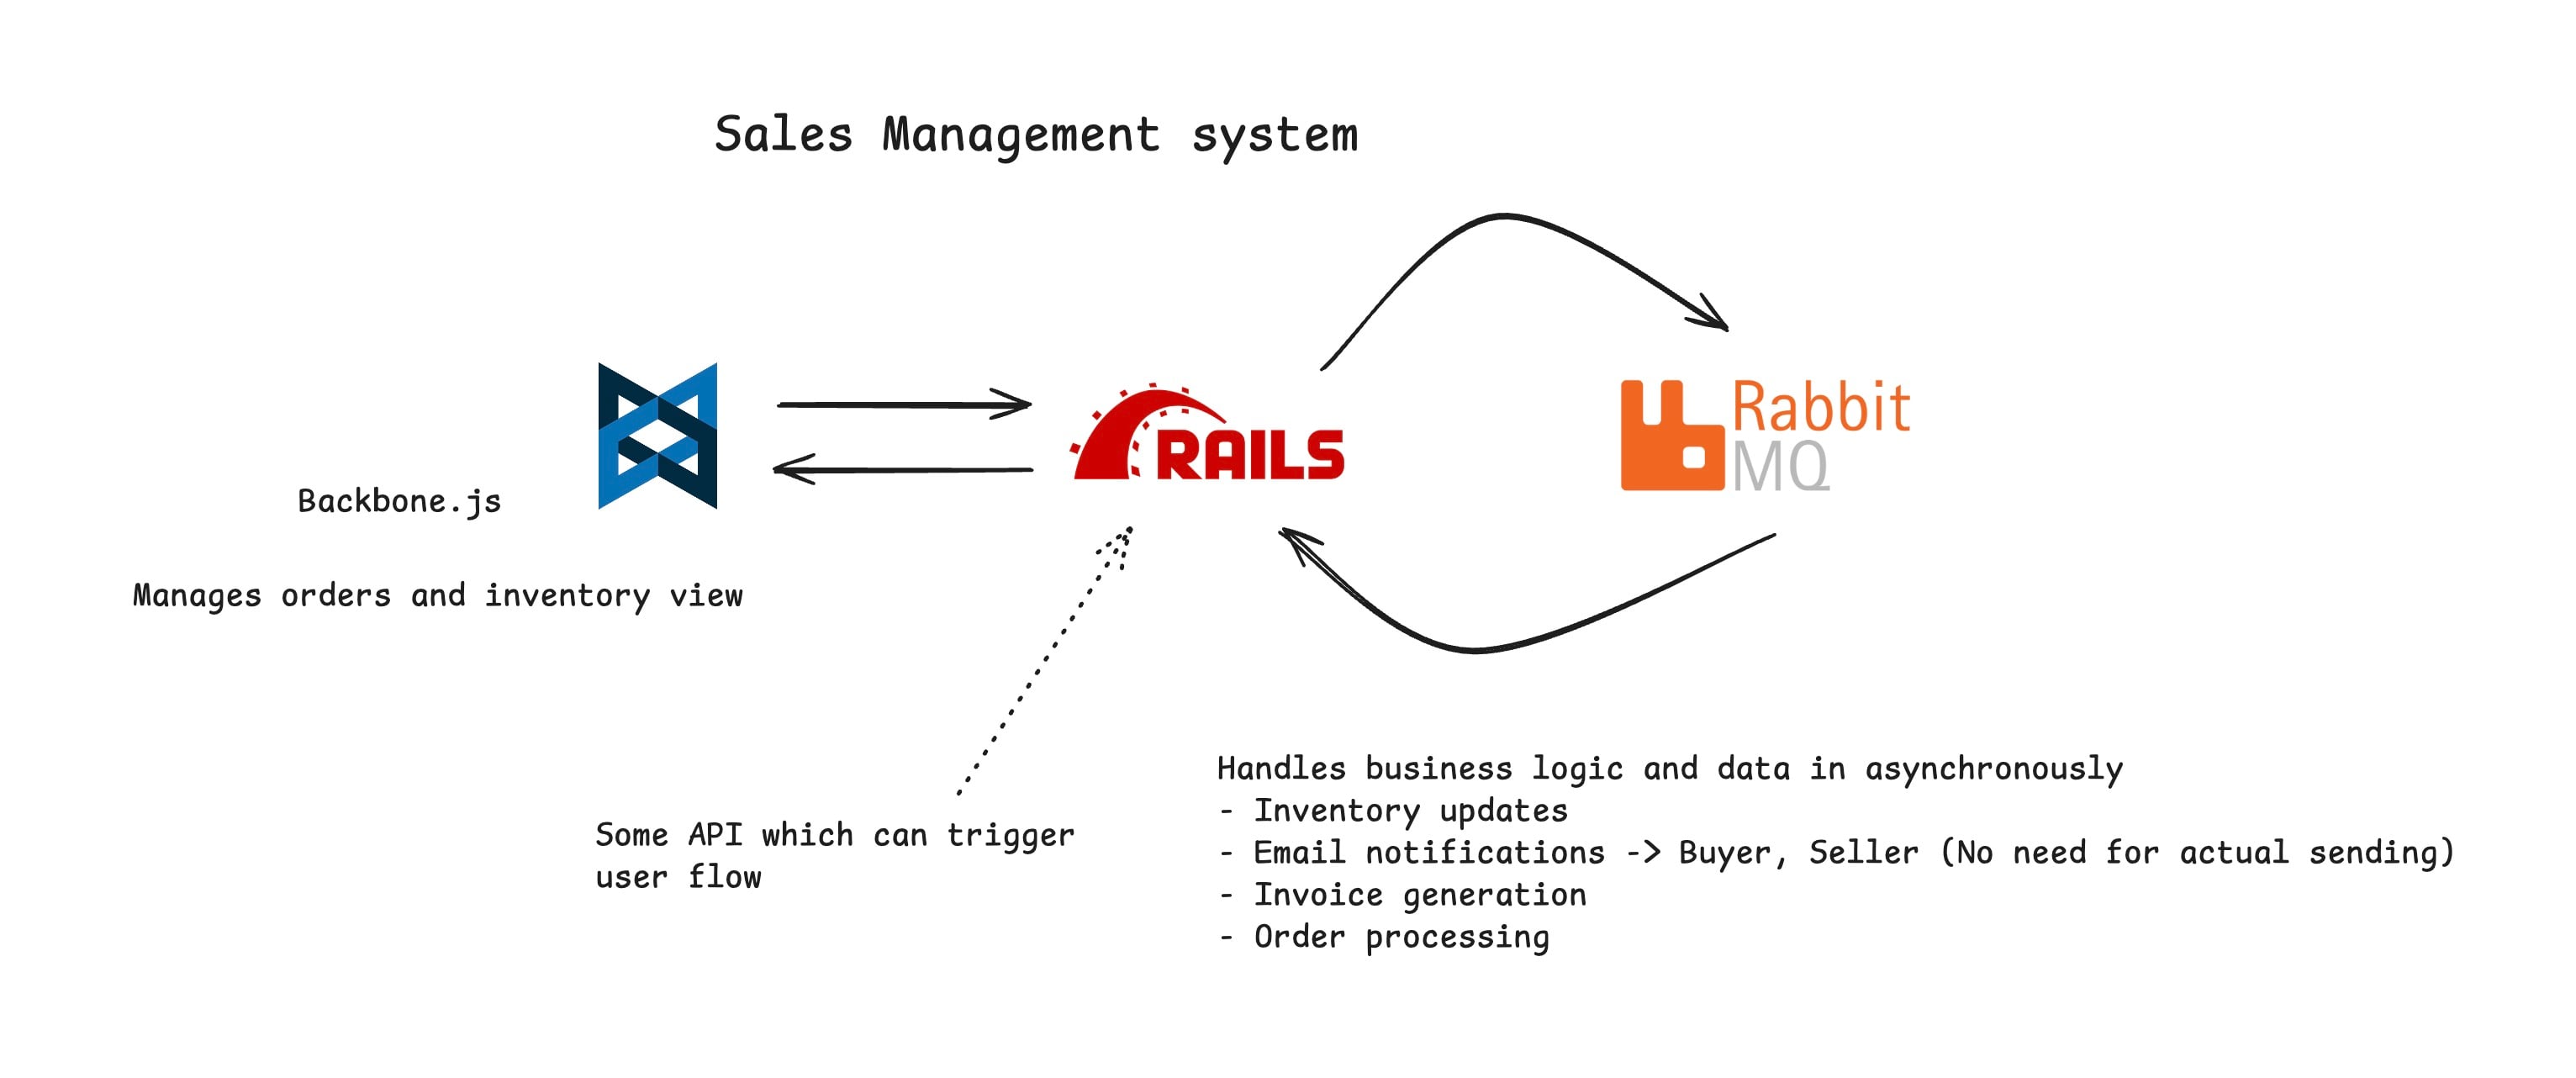 Sales Management system
RAILS
Rabbit
MQ
Backbone.js
Manages orders and inventory view
Some API which can trigger
user flow
Handles business logic and data in asynchronously
- Inventory updates
- Email notifications -> Buyer, Seller (No need for actual sending)
- Invoice generation
- Order processing